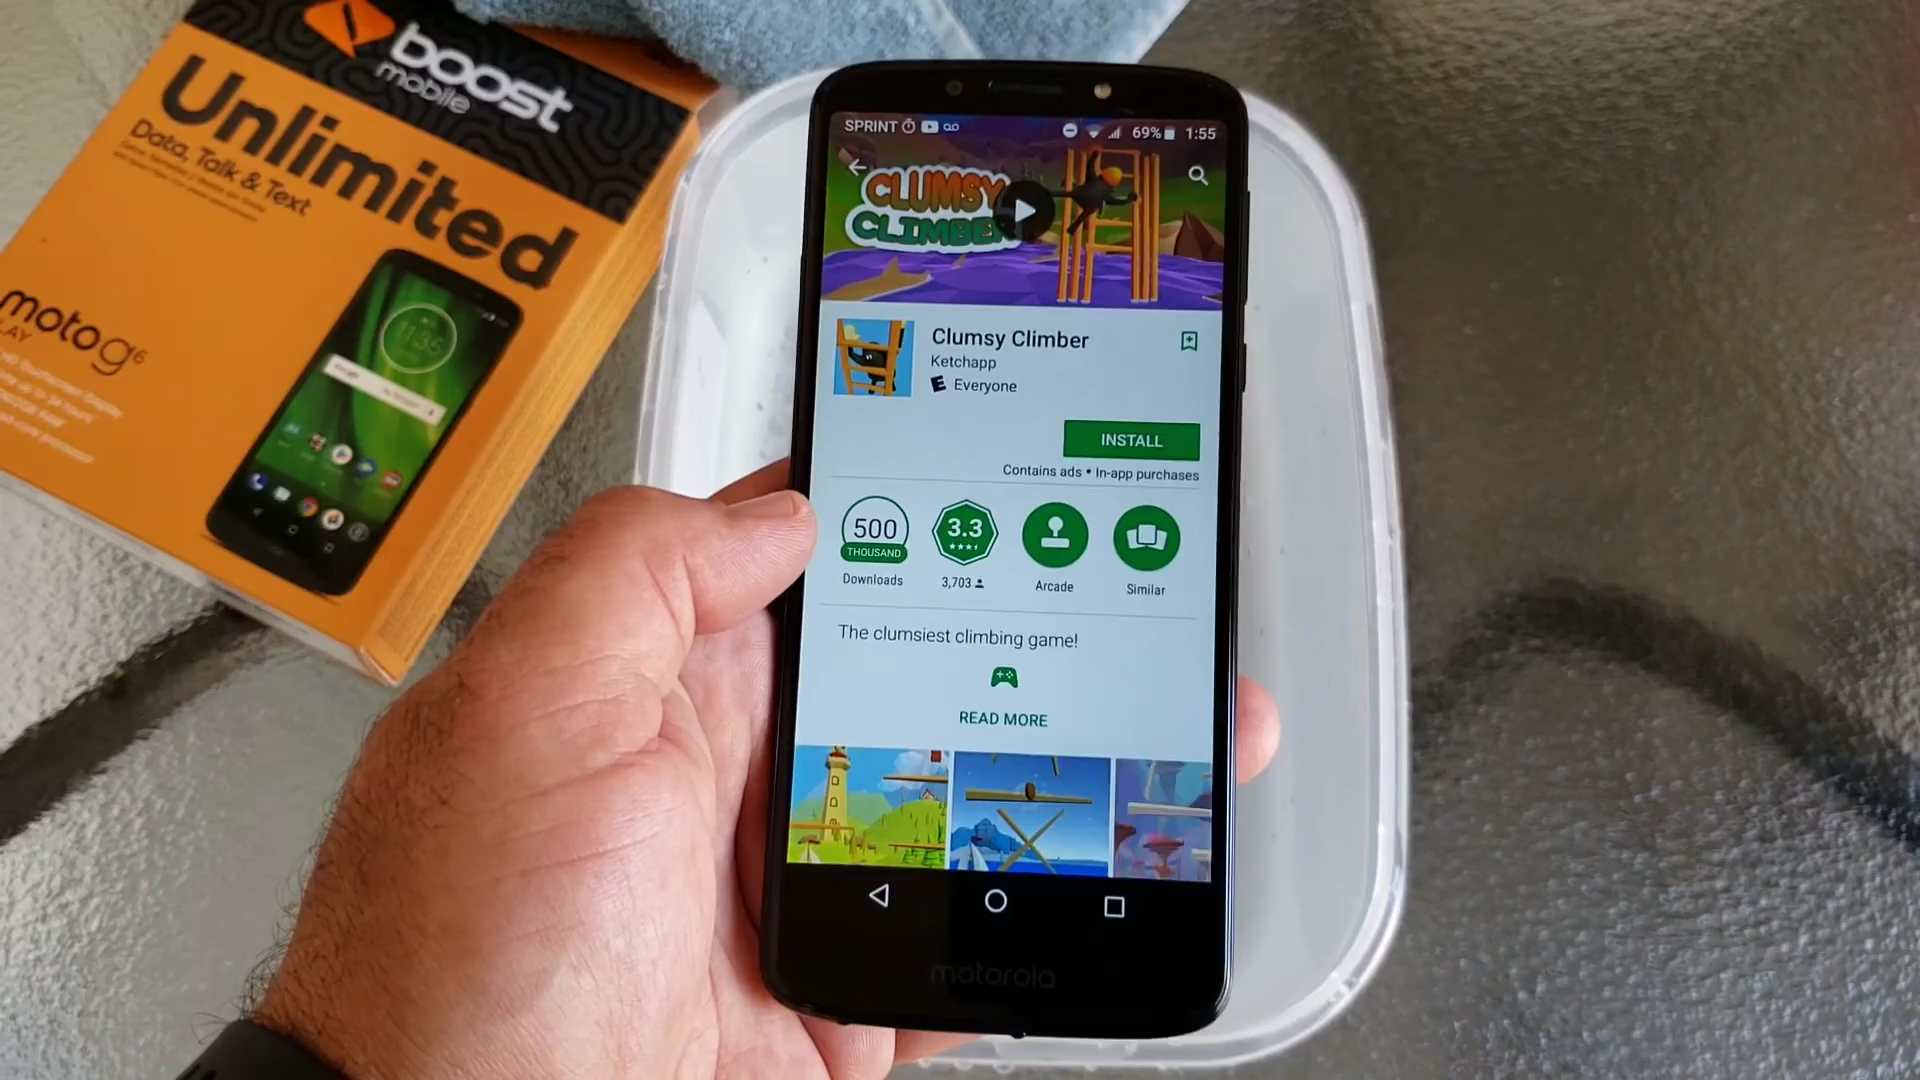 boost
mobile
Unlimited
Data, Talk & Text
moto g6
11:35
SPRINT 69% 1:55
CLUMSY
CLIMBER
Clumsy Climber
Ketchapp
E Everyone
INSTALL
Contains ads • In-app purchases
500
THOUSAND
Downloads
3.3
3,703
Arcade
Similar
The clumsiest climbing game!
READ MORE
motorola